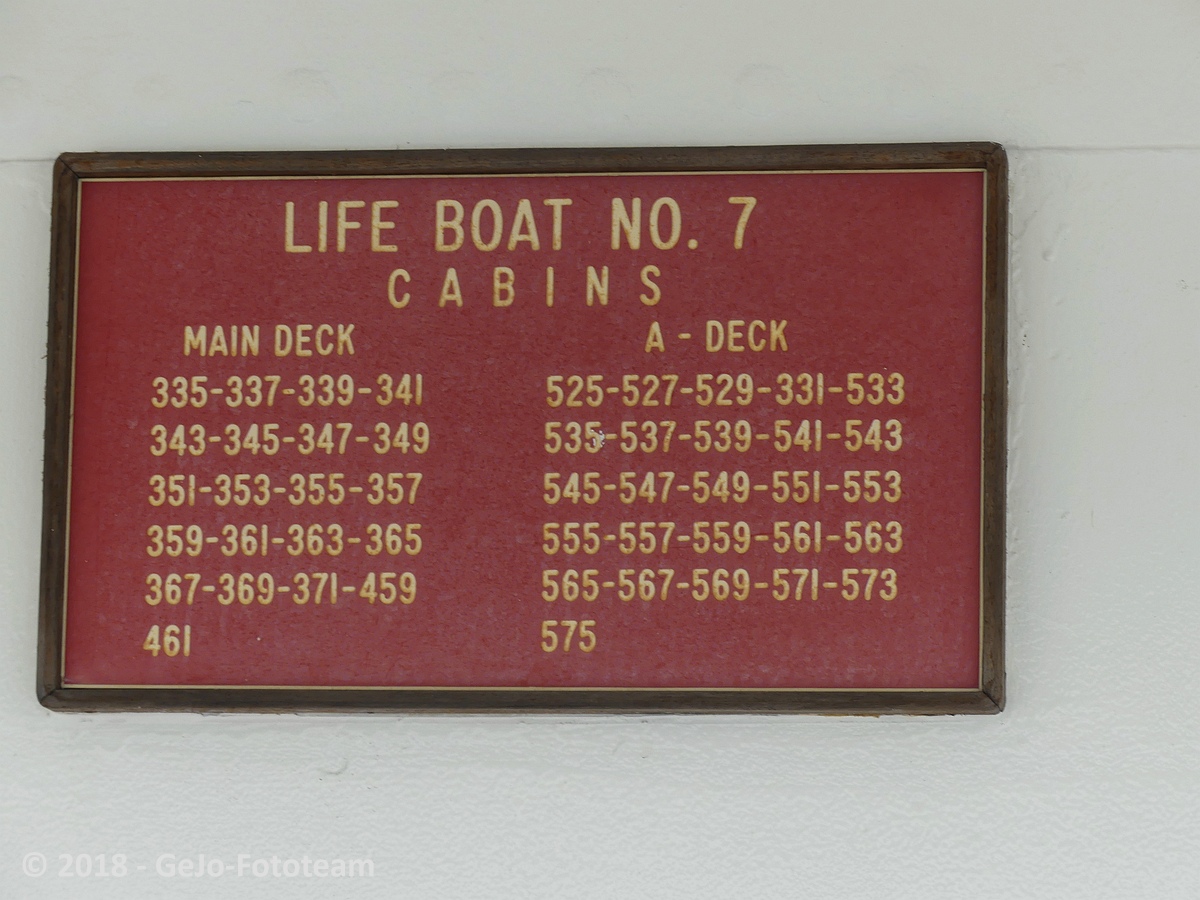 LIFE BOAT NO. 7
CABINS
MAIN DECK
335-337-339-341
343-345-347-349
351-353-355-357
359-361-363-365
367-369-371-459
461
A - DECK
525-527-529-331-533
535-537-539-541-543
545-547-549-551-553
555-557-559-561-563
565-567-569-571-573
575
© 2018 - GeJo-Fototeam